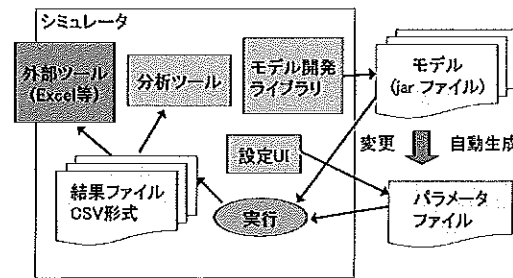 シミュレータ
外部ツール
(Excel等)
分析ツール
モデル開発
ライブラリ
モデル
(jar ファイル)
設定UI
変更
自動生成
結果ファイル
CSV形式
実行
パラメータ
ファイル